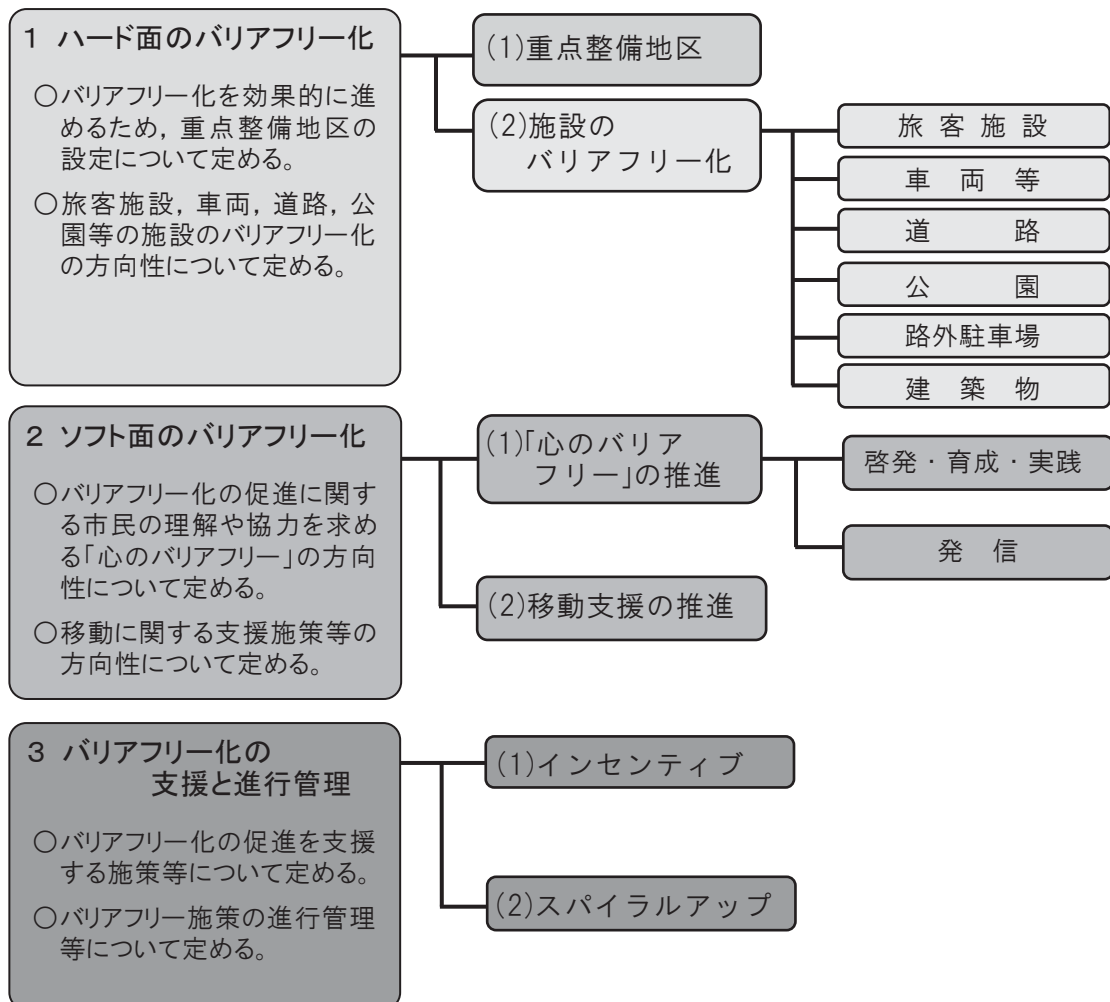 1 ハード面のバリアフリー化
○バリアフリー化を効果的に進
めるため，重点整備地区の
設定について定める。
○旅客施設，車両，道路，公
園等の施設のバリアフリー化
の方向性について定める。
(1)重点整備地区
(2)施設の
バリアフリー化
旅客施設
車両等
道路
公園
路外駐車場
建築物
2 ソフト面のバリアフリー化
○バリアフリー化の促進に関す
る市民の理解や協力を求め
る「心のバリアフリー」の方向
性について定める。
○移動に関する支援施策等の
方向性について定める。
(1)「心のバリア
フリー」の推進
(2)移動支援の推進
啓発・育成・実践
発信
3 バリアフリー化の
支援と進行管理
○バリアフリー化の促進を支援
する施策等について定める。
○バリアフリー施策の進行管理
等について定める。
(1)インセンティブ
(2)スパイラルアップ